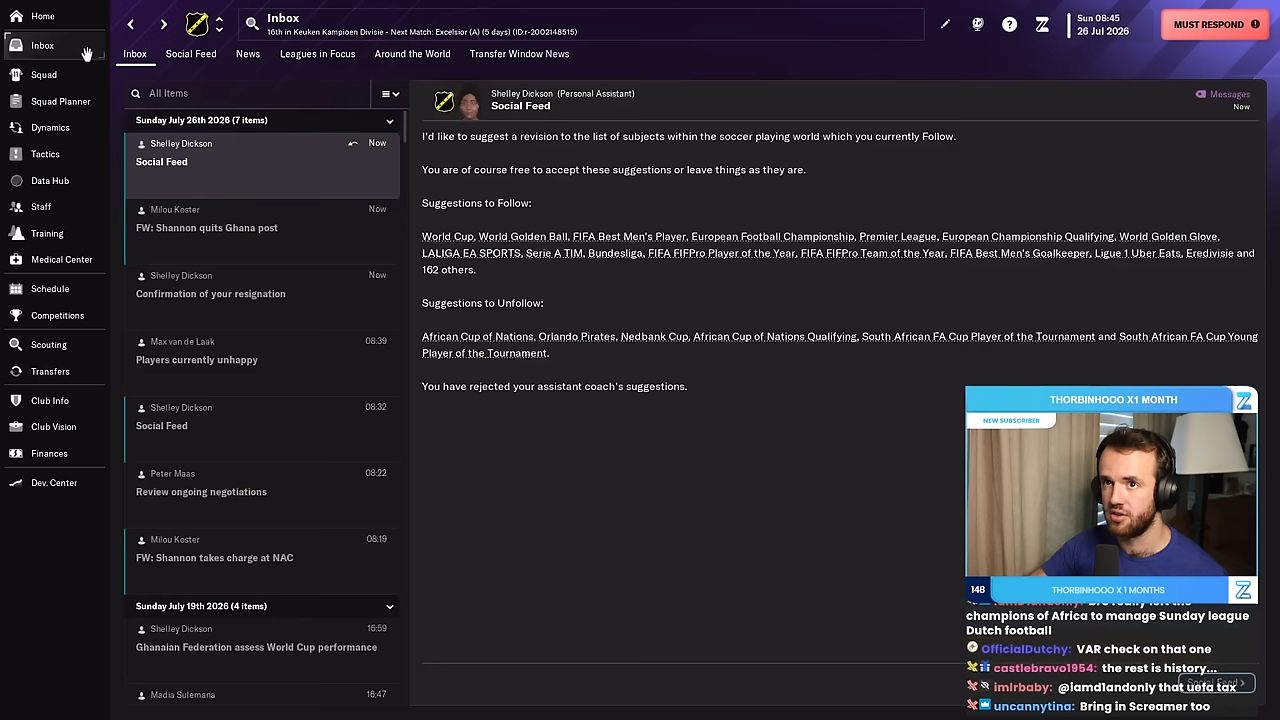 Home
Inbox
Squad
Squad Planner
Dynamics
Tactics
Data Hub
Staff
Training
Medical Center
Schedule
Competitions
Scouting
Transfers
Club Info
Club Vision
Finances
Dev. Center
Inbox
16th in Keuken Kampioen Divisie - Next Match: Excelsior (A) (5 days) (ID:r-2002148515)
Sun 08:45
26 Jul 2026
MUST RESPOND
Inbox
Social Feed
News
Leagues in Focus
Around the World
Transfer Window News
All Items
Sunday July 26th 2026 (7 items)
Shelley Dickson
Now
Social Feed
Milou Koster
Now
FW: Shannon quits Ghana post
Shelley Dickson
Now
Confirmation of your resignation
Max van de Laak
08:39
Players currently unhappy
Shelley Dickson
08:32
Social Feed
Peter Maas
08:22
Review ongoing negotiations
Milou Koster
08:19
FW: Shannon takes charge at NAC
Sunday July 19th 2026 (4 items)
Shelley Dickson
16:59
Ghanaian Federation assess World Cup performance
Madia Sulemana
16:47
Shelley Dickson (Personal Assistant)
Social Feed
Messages
Now
I'd like to suggest a revision to the list of subjects within the soccer playing world which you currently Follow.
You are of course free to accept these suggestions or leave things as they are.
Suggestions to Follow:
World Cup, World Golden Ball, FIFA Best Men's Player, European Football Championship, Premier League, European Championship Qualifying, World Golden Glove,
LALIGA EA SPORTS, Serie A TIM, Bundesliga, FIFA FIFPro Player of the Year, FIFA FIFPro Team of the Year, FIFA Best Men's Goalkeeper, Ligue 1 Uber Eats, Eredivisie and
162 others.
Suggestions to Unfollow:
African Cup of Nations, Orlando Pirates, Nedbank Cup, African Cup of Nations Qualifying, South African FA Cup Player of the Tournament and South African FA Cup Young
Player of the Tournament.
You have rejected your assistant coach's suggestions.
THORBINHOOO X1 MONTH
NEW SUBSCRIBER
148
THORBINHOOO X 1 MONTHS
champions of Africa to manage Sunday league
Dutch football
OfficialDutchy: VAR check on that one
castlebravo1954: the rest is history...
imlrbaby: @iamd1andonly that uefa tax
Social Feed
uncannytina: Bring in Screamer too